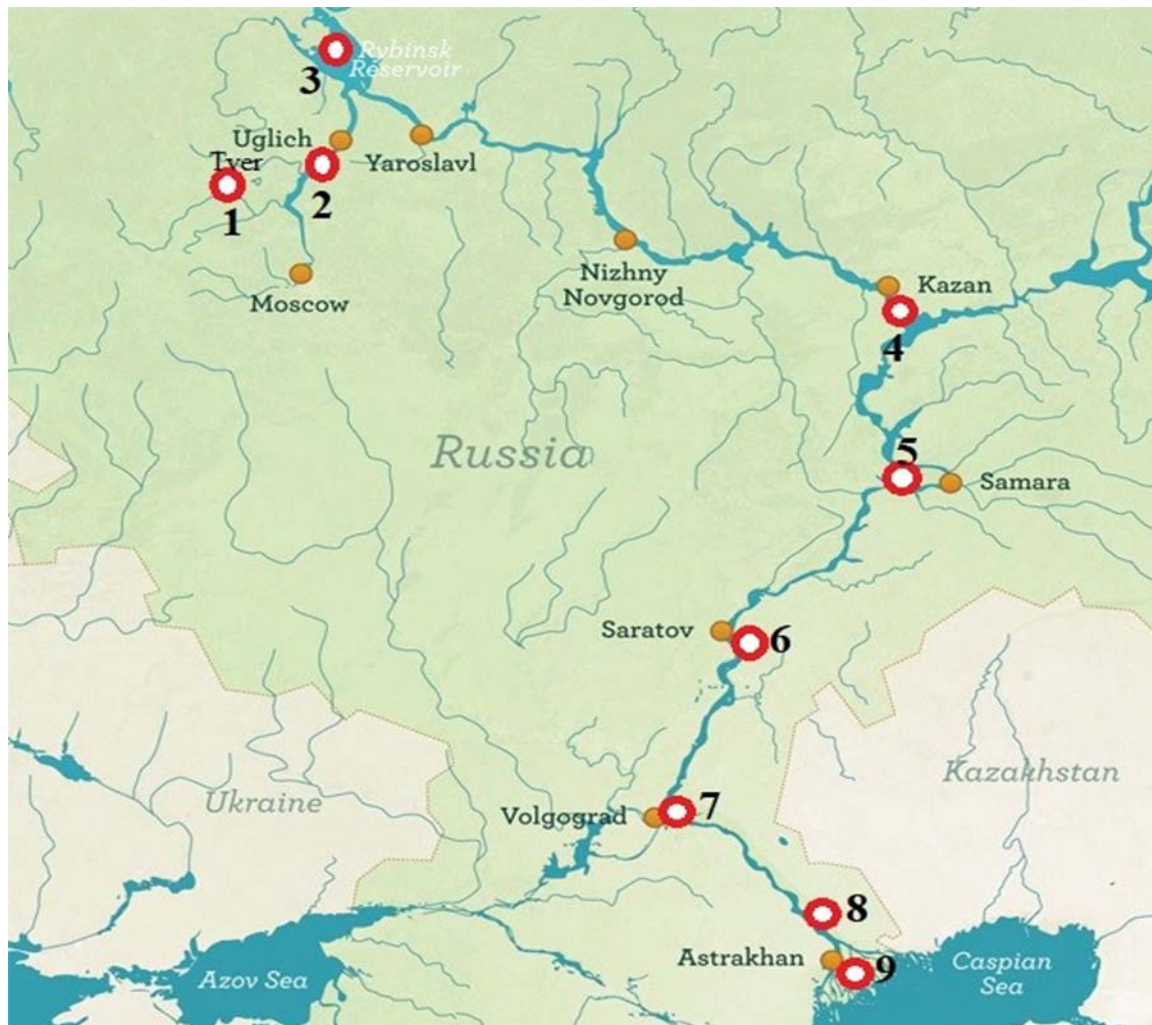 Rybinsk
Reservoir
3
Uglich
Tver
Yaroslavl
1
2
Moscow
Nizhny
Novgorod
Kazan
4
Russia
5
Samara
Saratov
6
Kazakhstan
Ukraine
Volgograd
7
8
Astrakhan
9
Caspian
Sea
Azov Sea